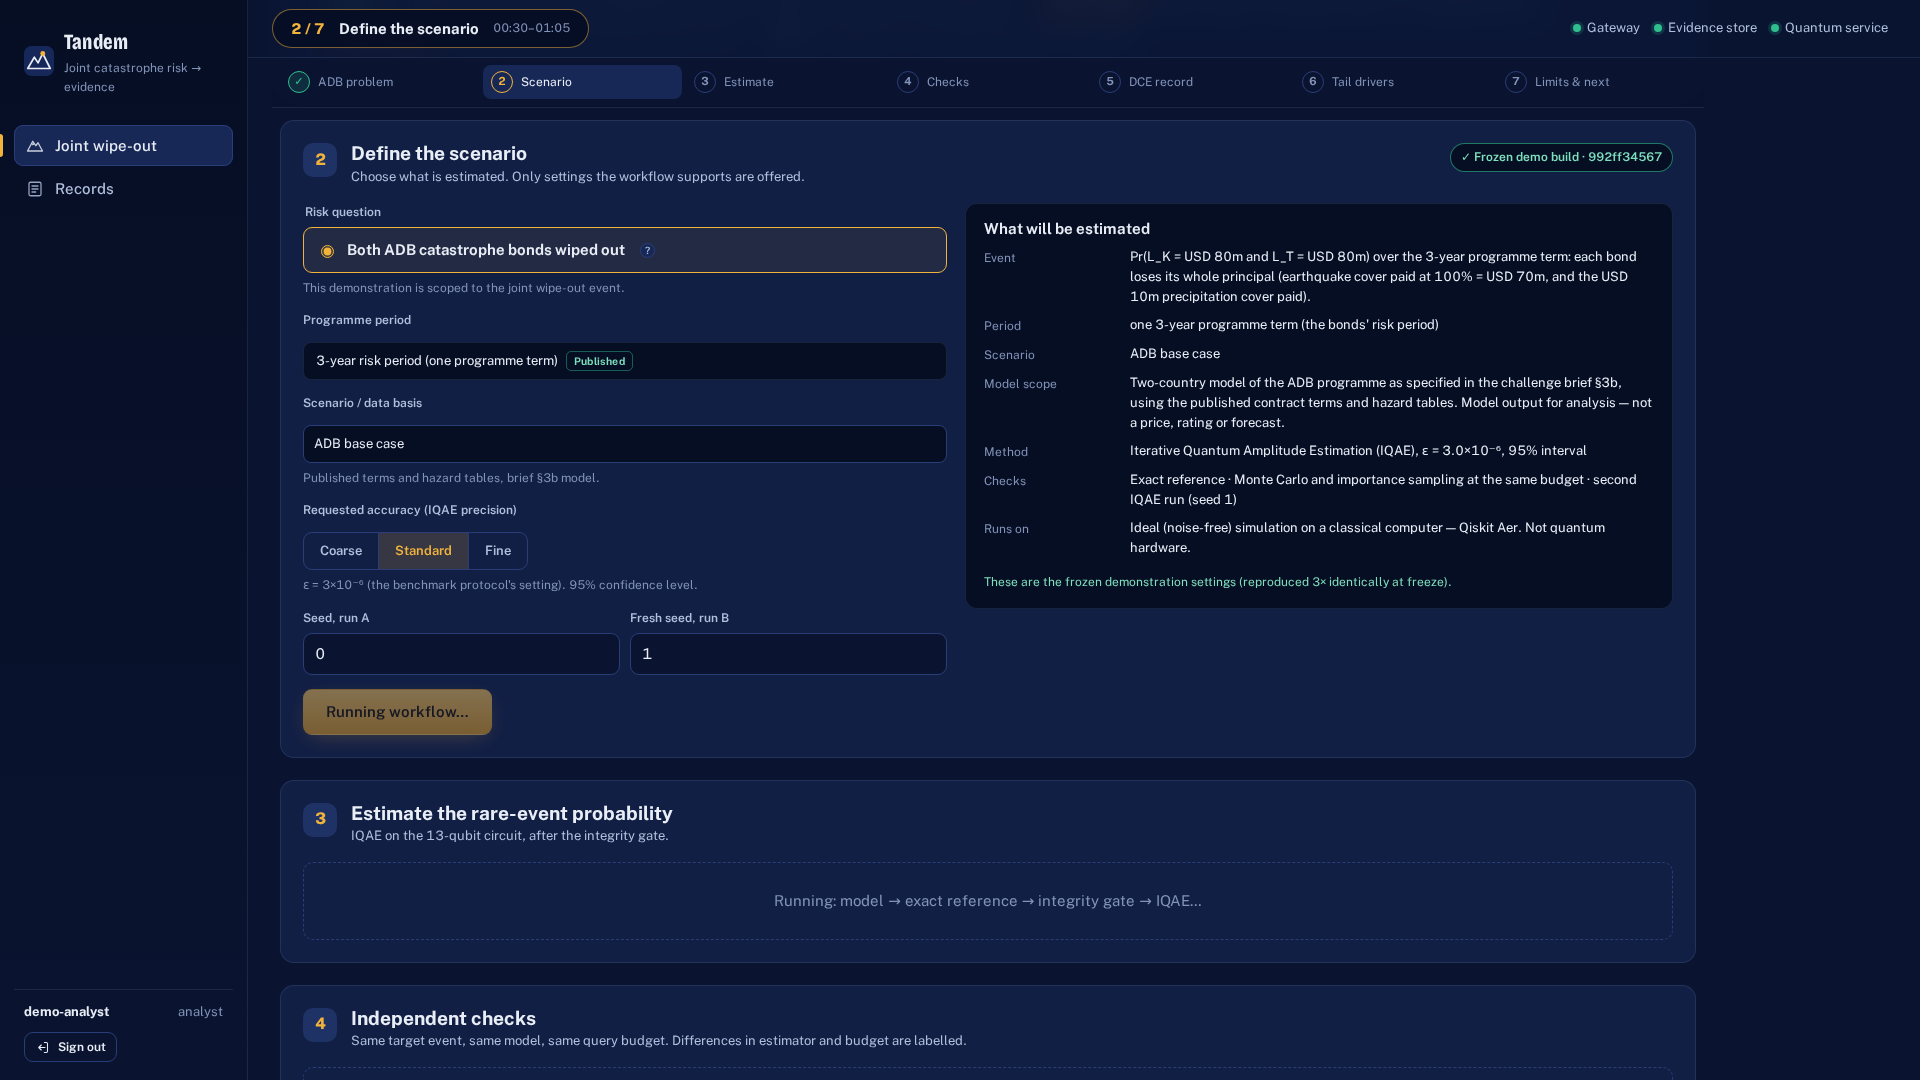 Tandem
Joint catastrophe risk →
evidence
Joint wipe-out
Records
demo-analyst
analyst
Sign out
2 / 7 Define the scenario 00:30–01:05
Gateway
Evidence store
Quantum service
✓ ADB problem
2 Scenario
3 Estimate
4 Checks
5 DCE record
6 Tail drivers
7 Limits & next
2
Define the scenario
Choose what is estimated. Only settings the workflow supports are offered.
✓ Frozen demo build · 992ff34567
Risk question
Both ADB catastrophe bonds wiped out ?
This demonstration is scoped to the joint wipe-out event.
Programme period
3-year risk period (one programme term) Published
Scenario / data basis
ADB base case
Published terms and hazard tables, brief §3b model.
Requested accuracy (IQAE precision)
Coarse Standard Fine
ε = 3×10⁻⁶ (the benchmark protocol's setting). 95% confidence level.
Seed, run A
0
Fresh seed, run B
1
Running workflow…
What will be estimated
Event
Pr(L_K = USD 80m and L_T = USD 80m) over the 3-year programme term: each bond
loses its whole principal (earthquake cover paid at 100% = USD 70m, and the USD
10m precipitation cover paid).
Period
one 3-year programme term (the bonds' risk period)
Scenario
ADB base case
Model scope
Two-country model of the ADB programme as specified in the challenge brief §3b,
using the published contract terms and hazard tables. Model output for analysis — not
a price, rating or forecast.
Method
Iterative Quantum Amplitude Estimation (IQAE), ε = 3.0×10⁻⁶, 95% interval
Checks
Exact reference · Monte Carlo and importance sampling at the same budget · second
IQAE run (seed 1)
Runs on
Ideal (noise-free) simulation on a classical computer — Qiskit Aer. Not quantum
hardware.
These are the frozen demonstration settings (reproduced 3× identically at freeze).
3
Estimate the rare-event probability
IQAE on the 13-qubit circuit, after the integrity gate.
Running: model → exact reference → integrity gate → IQAE…
4
Independent checks
Same target event, same model, same query budget. Differences in estimator and budget are labelled.